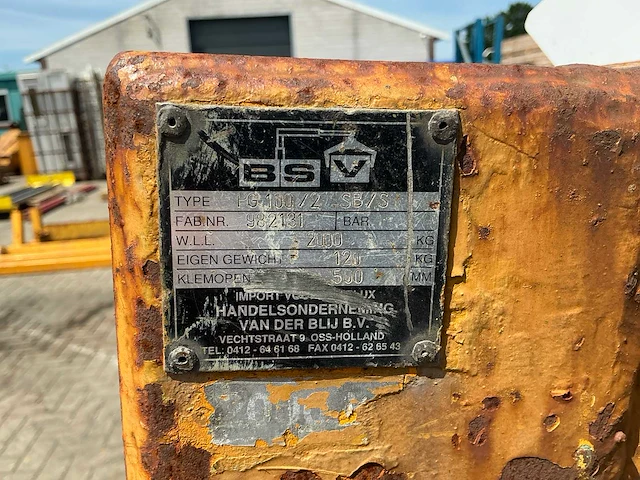 BSV
TYPE FG 100/2 SB/S
FAB.NR. 982131 BAR
W.L.L. 2000 KG
EIGEN GEWICHT KG
KLEMOPEN 500 MM
IMPORT
HANDELSONDERNEMING
VAN DER BLIJ B.V.
VECHTSTRAAT 9 OSS-HOLLAND
TEL: 0412 - 64 61 68 FAX 0412 - 62 65 43